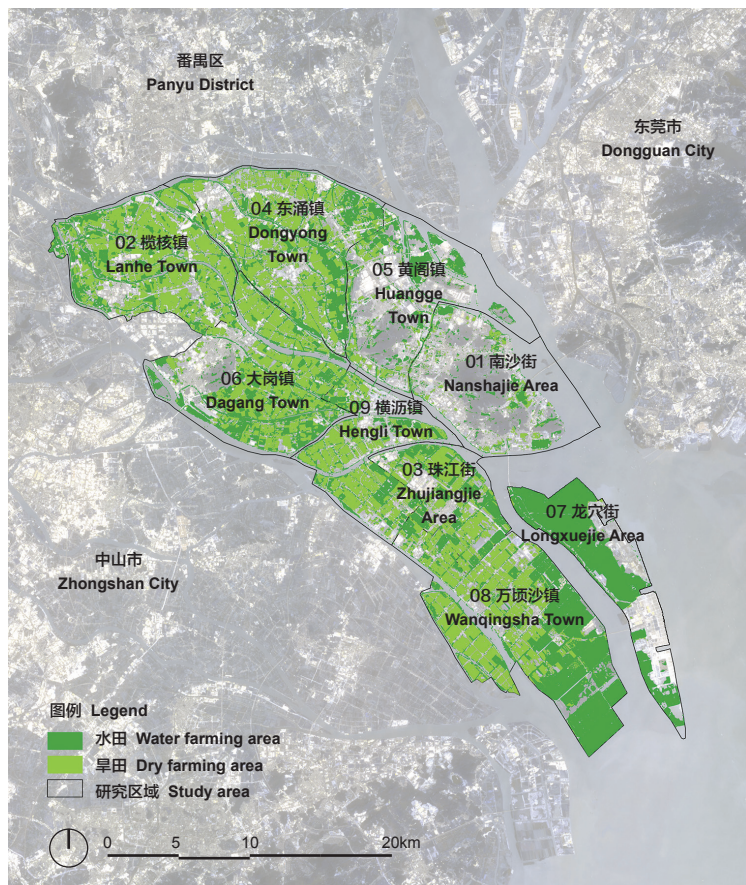 番禺区
Panyu District
东莞市
Dongguan City
04 东涌镇
Dongyong
Town
02 榄核镇
Lanhe Town
05 黄阁镇
Huangge
Town
01 南沙街
Nanshajie Area
06 大岗镇
Dagang Town
09 横沥镇
Hengli Town
03 珠江街
Zhujiangjie
Area
07 龙穴街
Longxuejie Area
中山市
Zhongshan City
08 万顷沙镇
Wanqingsha Town
图例 Legend
水田 Water farming area
旱田 Dry farming area
研究区域 Study area
0 5 10 20km